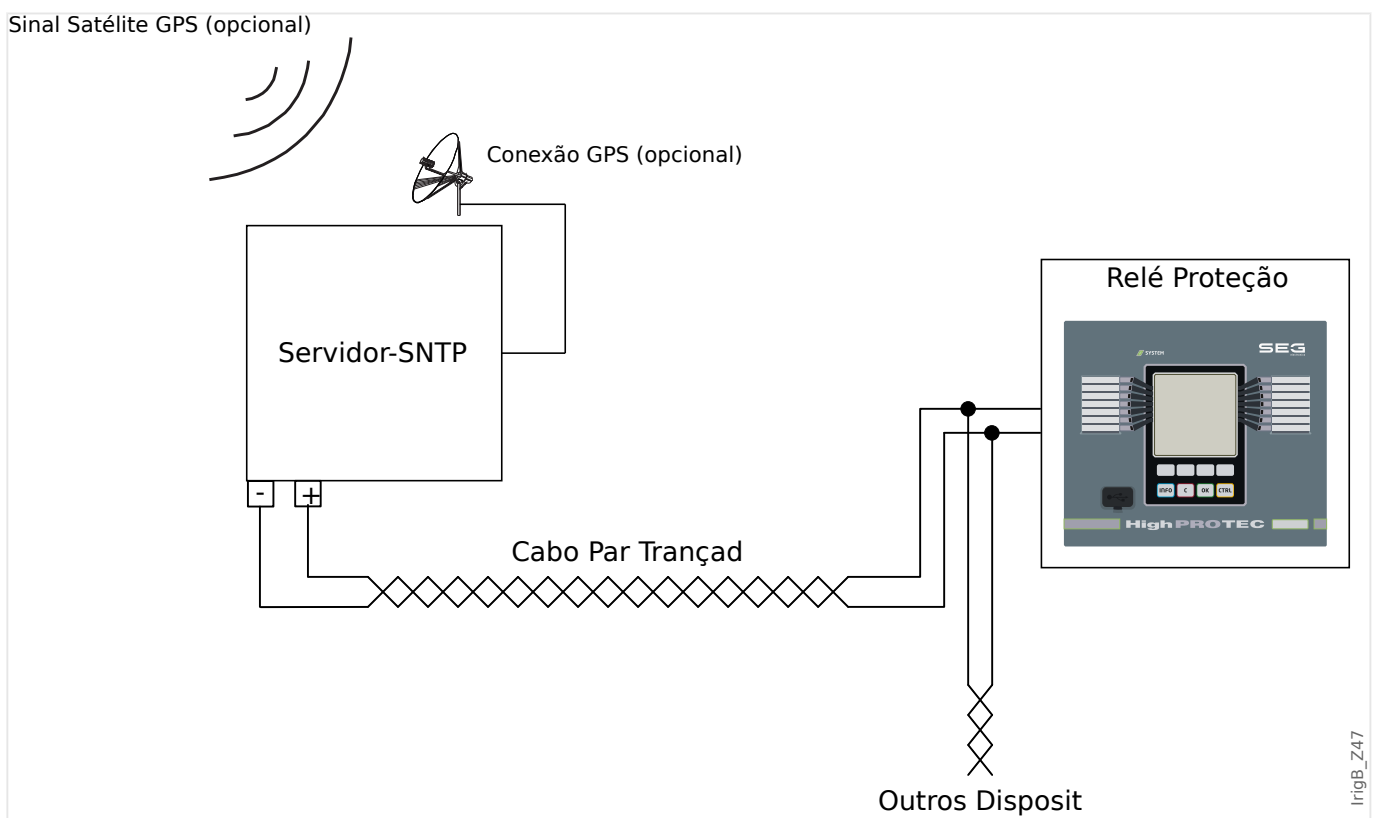 Sinal Satélite GPS (opcional)
Conexão GPS (opcional)
Relé Proteção
SYSTEM
SEG
Servidor-SNTP
INFO C OK CTRL
- +
HighPROTEC
Cabo Par Trançad
IrigB_Z47
Outros Disposit